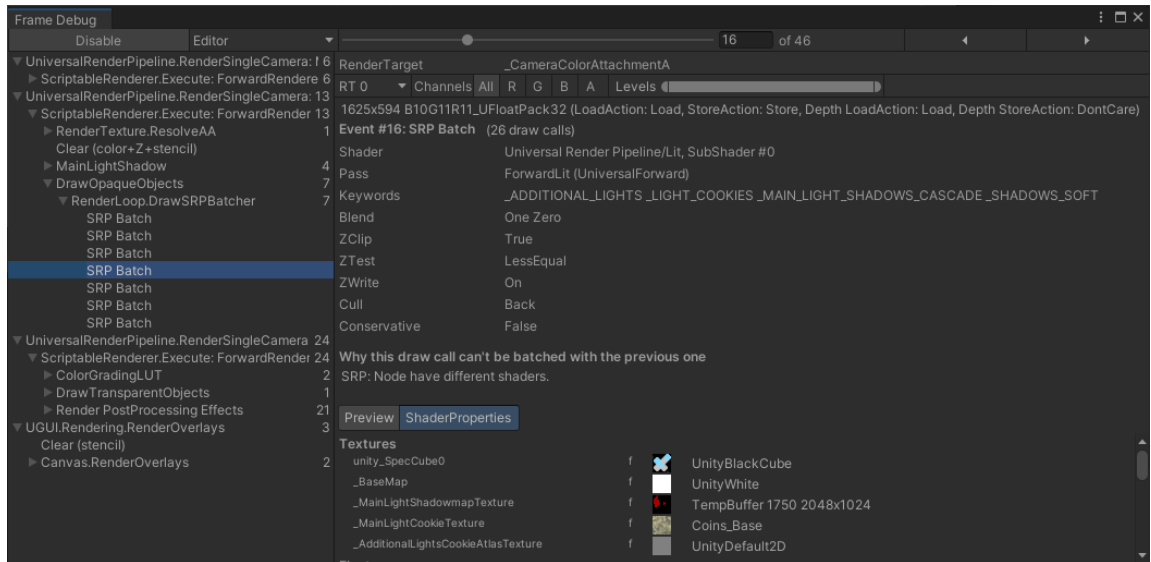 Frame Debug
Disable Editor 16 of 46
UniversalRenderPipeline.RenderSingleCamera: 6
ScriptableRenderer.Execute: ForwardRendere 6
UniversalRenderPipeline.RenderSingleCamera: 13
ScriptableRenderer.Execute: ForwardRender 13
RenderTexture.ResolveAA 1
Clear (color+Z+stencil)
MainLightShadow 4
DrawOpaqueObjects 7
RenderLoop.DrawSRPBatcher 7
SRP Batch
SRP Batch
SRP Batch
SRP Batch
SRP Batch
SRP Batch
SRP Batch
UniversalRenderPipeline.RenderSingleCamera 24
ScriptableRenderer.Execute: ForwardRender 24
ColorGradingLUT 2
DrawTransparentObjects 1
Render PostProcessing Effects 21
UGUI.Rendering.RenderOverlays 3
Clear (stencil)
Canvas.RenderOverlays 2
RenderTarget _CameraColorAttachmentA
RT 0 Channels All R G B A Levels
1625x594 B10G11R11_UFloatPack32 (LoadAction: Load, StoreAction: Store, Depth LoadAction: Load, Depth StoreAction: DontCare)
Event #16: SRP Batch (26 draw calls)
Shader Universal Render Pipeline/Lit, SubShader #0
Pass ForwardLit (UniversalForward)
Keywords _ADDITIONAL_LIGHTS _LIGHT_COOKIES _MAIN_LIGHT_SHADOWS_CASCADE _SHADOWS_SOFT
Blend One Zero
ZClip True
ZTest LessEqual
ZWrite On
Cull Back
Conservative False
Why this draw call can't be batched with the previous one
SRP: Node have different shaders.
Preview ShaderProperties
Textures
unity_SpecCube0 f UnityBlackCube
_BaseMap f UnityWhite
_MainLightShadowmapTexture f TempBuffer 1750 2048x1024
_MainLightCookieTexture f Coins_Base
_AdditionalLightsCookieAtlasTexture f UnityDefault2D